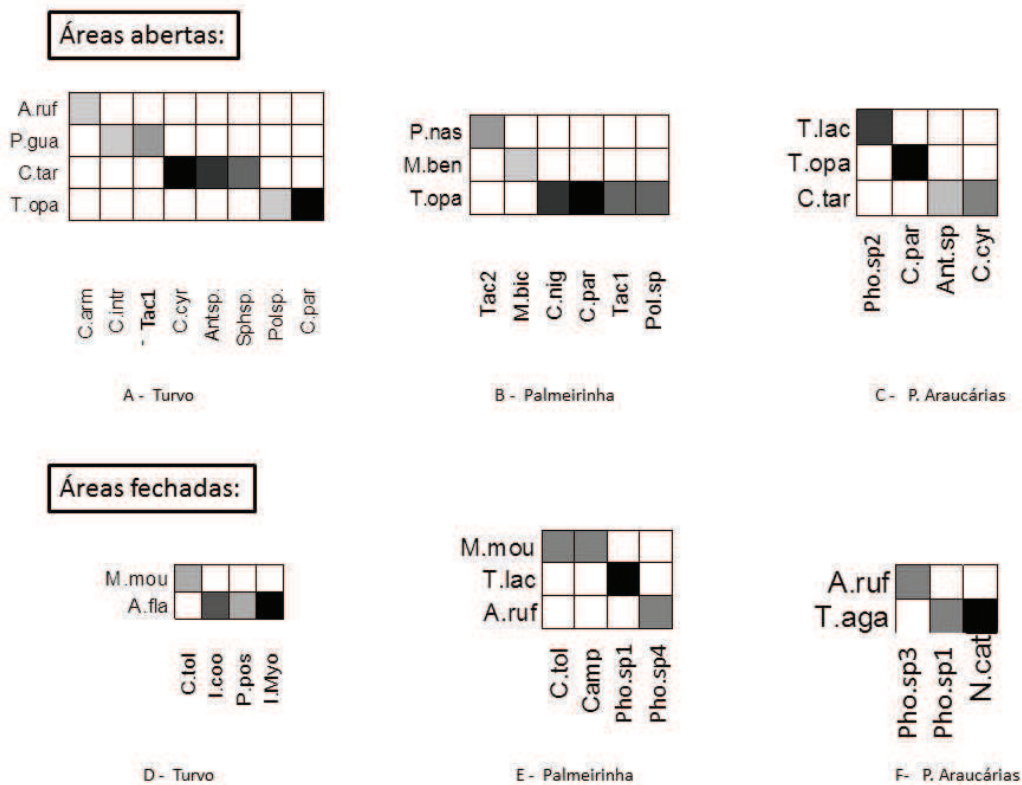 Áreas abertas:
A.ruf
P.gua
C.tar
T.opa
C.arm
C.intr
- Tac1
C.cyr
Antsp.
Sphsp.
Polsp.
C.par
A - Turvo
P.nas
M.ben
T.opa
Tac2
M.bic
C.nig
C.par
Tac1
Pol.sp
B - Palmeirinha
T.lac
T.opa
C.tar
Pho.sp2
C.par
Ant.sp
C.cyr
C - P. Araucárias
Áreas fechadas:
M.mou
A.fla
C.tol
I.coo
P.pos
I.Myo
D - Turvo
M.mou
T.lac
A.ruf
C.tol
Camp
Pho.sp1
Pho.sp4
E - Palmeirinha
A.ruf
T.aga
Pho.sp3
Pho.sp1
N.cat
F- P. Araucárias